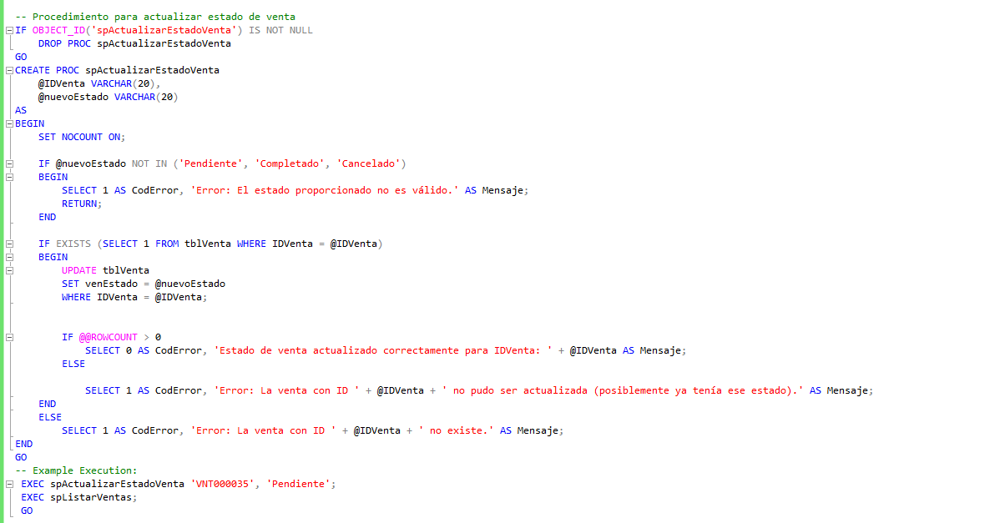 -- Procedimiento para actualizar estado de venta
IF OBJECT_ID('spActualizarEstadoVenta') IS NOT NULL
    DROP PROC spActualizarEstadoVenta
GO
CREATE PROC spActualizarEstadoVenta
    @IDVenta VARCHAR(20),
    @nuevoEstado VARCHAR(20)
AS
BEGIN
    SET NOCOUNT ON;
    IF @nuevoEstado NOT IN ('Pendiente', 'Completado', 'Cancelado')
    BEGIN
        SELECT 1 AS CodError, 'Error: El estado proporcionado no es válido.' AS Mensaje;
        RETURN;
    END
    IF EXISTS (SELECT 1 FROM tblVenta WHERE IDVenta = @IDVenta)
    BEGIN
        UPDATE tblVenta
        SET venEstado = @nuevoEstado
        WHERE IDVenta = @IDVenta;
        IF @@ROWCOUNT > 0
            SELECT 0 AS CodError, 'Estado de venta actualizado correctamente para IDVenta: ' + @IDVenta AS Mensaje;
        ELSE
            SELECT 1 AS CodError, 'Error: La venta con ID ' + @IDVenta + ' no pudo ser actualizada (posiblemente ya tenía ese estado).' AS Mensaje;
    END
    ELSE
        SELECT 1 AS CodError, 'Error: La venta con ID ' + @IDVenta + ' no existe.' AS Mensaje;
END
GO
-- Example Execution:
 EXEC spActualizarEstadoVenta 'VNT000035', 'Pendiente';
 EXEC spListarVentas;
 GO